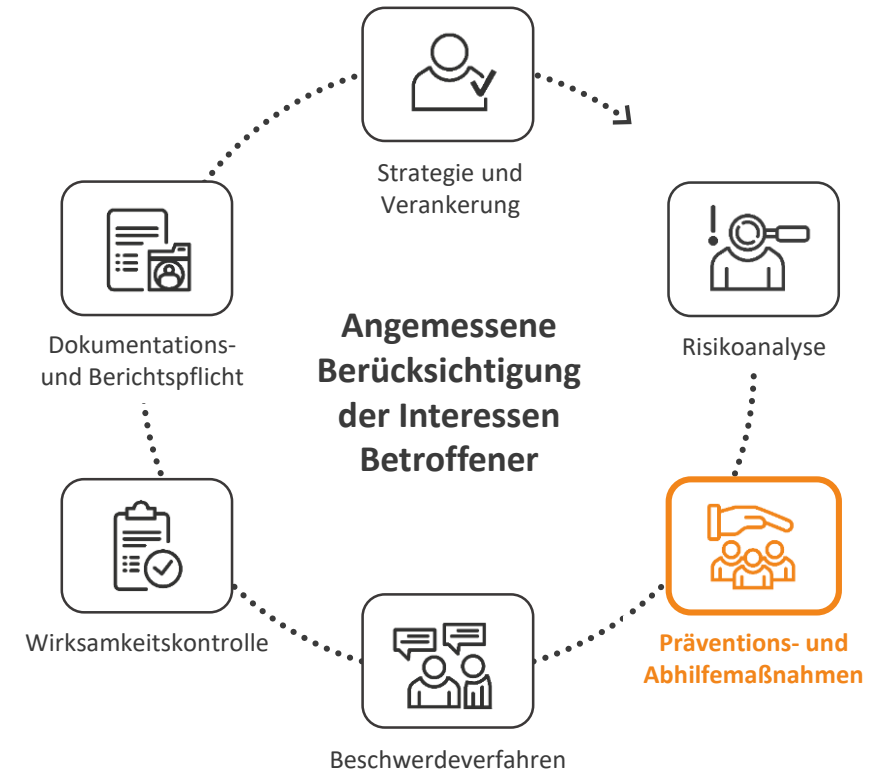 Strategie und
Verankerung
Risikoanalyse
Präventions- und
Abhilfemaßnahmen
Beschwerdeverfahren
Wirksamkeitskontrolle
Dokumentations-
und Berichtspflicht
Angemessene
Berücksichtigung
der Interessen
Betroffener